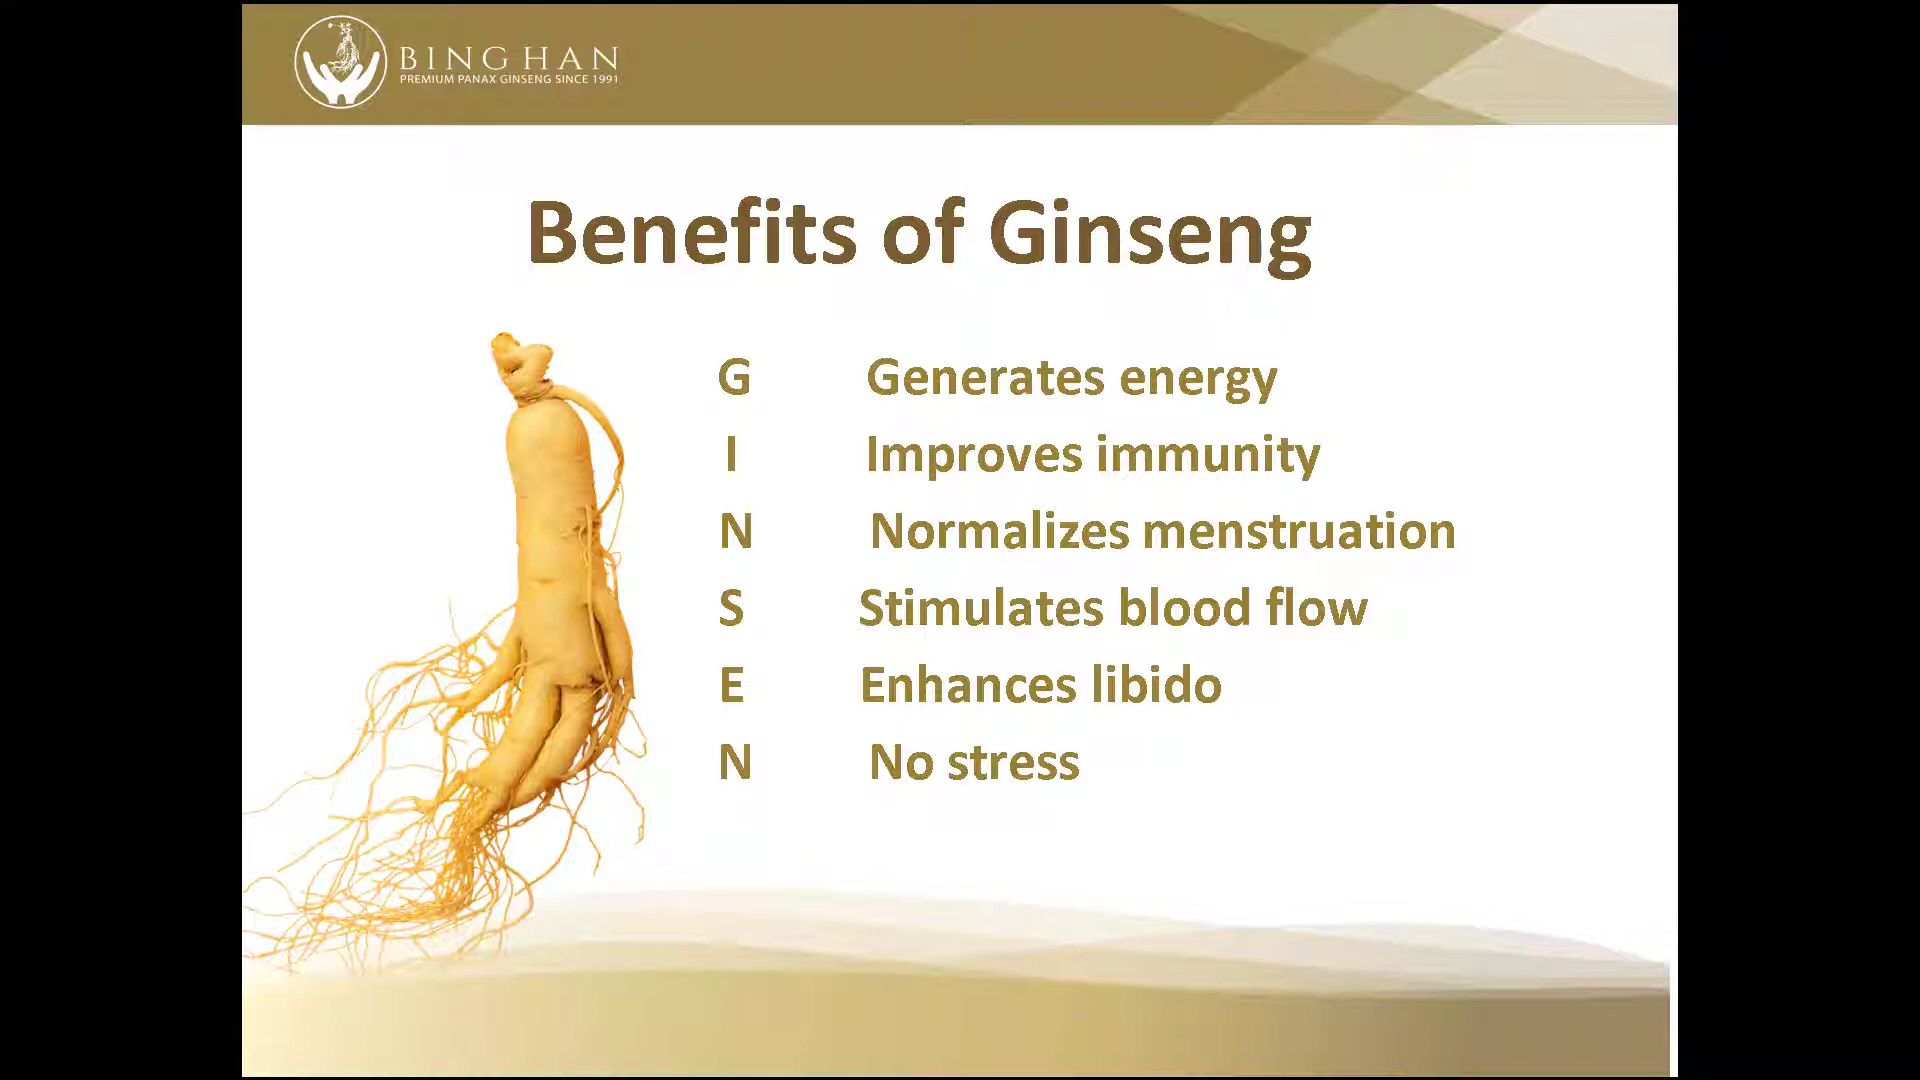 BINGHAN
PREMIUM PANAX GINSENG SINCE 1991
Benefits of Ginseng
G Generates energy
I Improves immunity
N Normalizes menstruation
S Stimulates blood flow
E Enhances libido
N No stress